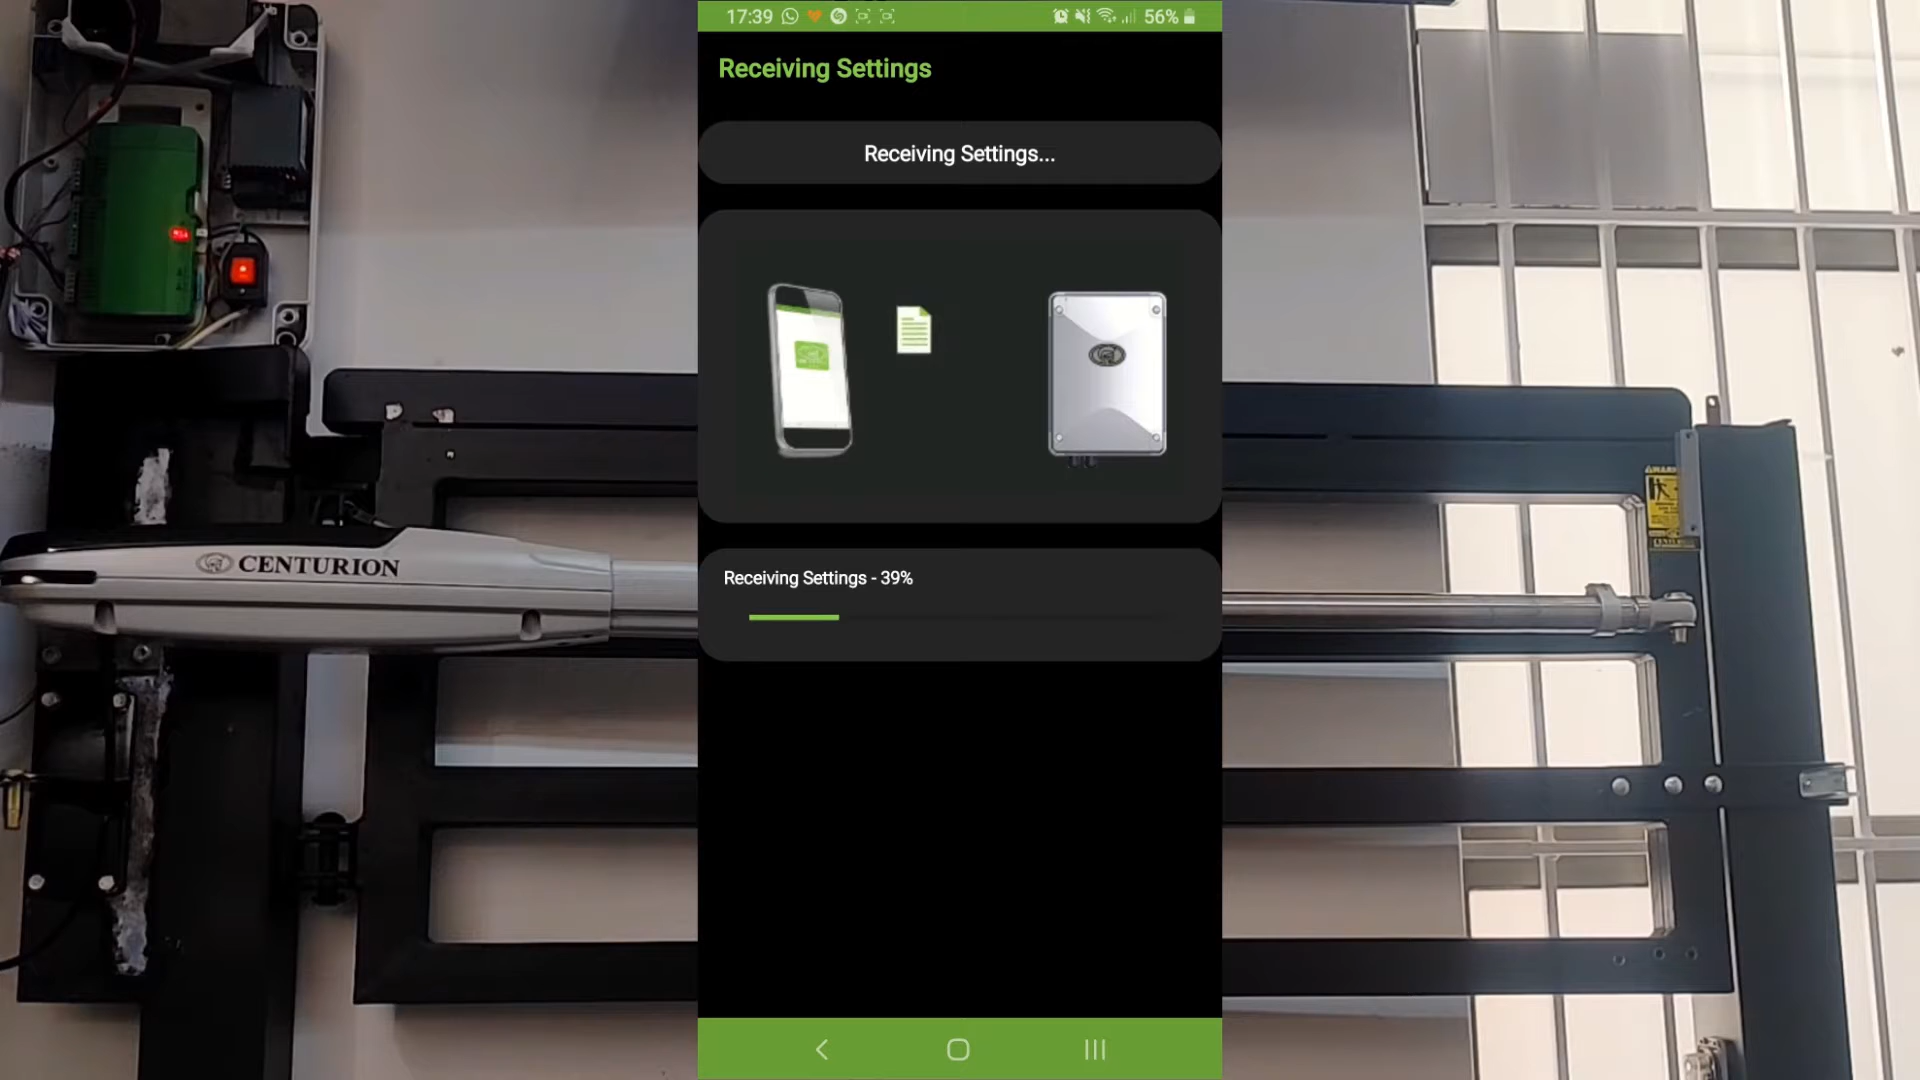 17:39
56%
Receiving Settings
Receiving Settings...
CENTURION
Receiving Settings - 39%